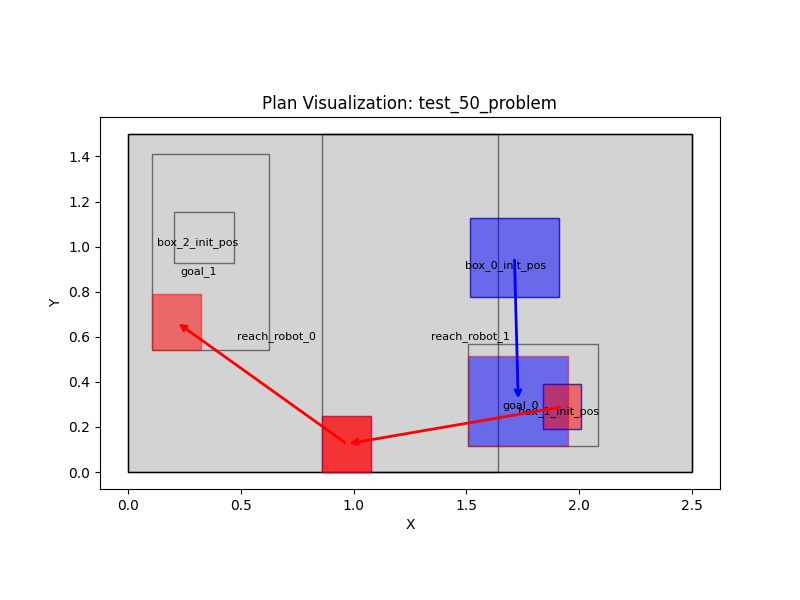 Plan Visualization: test_50_problem
Y
1.4
1.2
1.0
0.8
0.6
0.4
0.2
0.0
box_2_init_pos
goal_1
box_0_init_pos
reach_robot_0
reach_robot_1
goal_0
box_1_init_pos
0.0 0.5 1.0 1.5 2.0 2.5
X